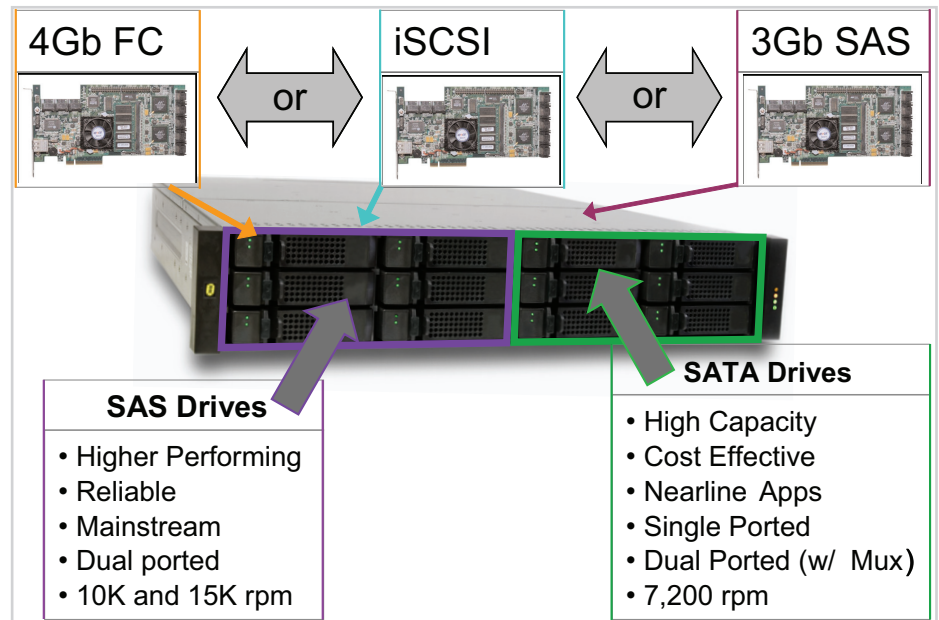 4Gb FC
or
iSCSI
or
3Gb SAS
SAS Drives
• Higher Performing
• Reliable
• Mainstream
• Dual ported
• 10K and 15K rpm
SATA Drives
• High Capacity
• Cost Effective
• Nearline Apps
• Single Ported
• Dual Ported (w/ Mux)
• 7,200 rpm